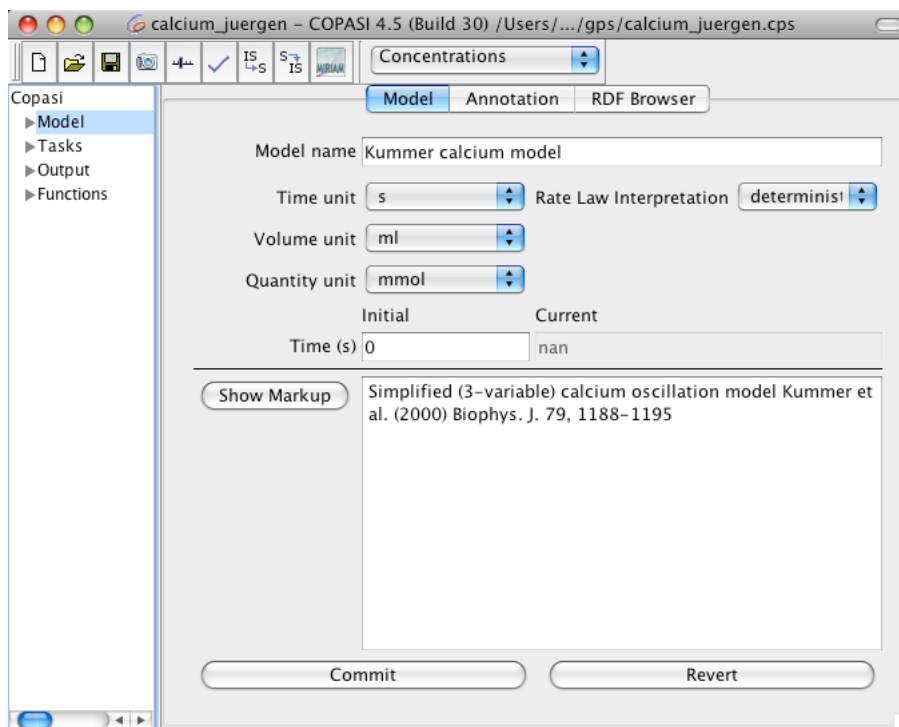 calcium_juergen – COPASI 4.5 (Build 30) /Users/.../gps/calcium_juergen.cps
IS
S
S
IS
MIRIAM
Concentrations
Copasi
Model
Tasks
Output
Functions
Model Annotation RDF Browser
Model name Kummer calcium model
Time unit s Rate Law Interpretation determinist
Volume unit ml
Quantity unit mmol
Initial Current
Time (s) 0 nan
Show Markup
Simplified (3-variable) calcium oscillation model Kummer et
al. (2000) Biophys. J. 79, 1188-1195
Commit Revert